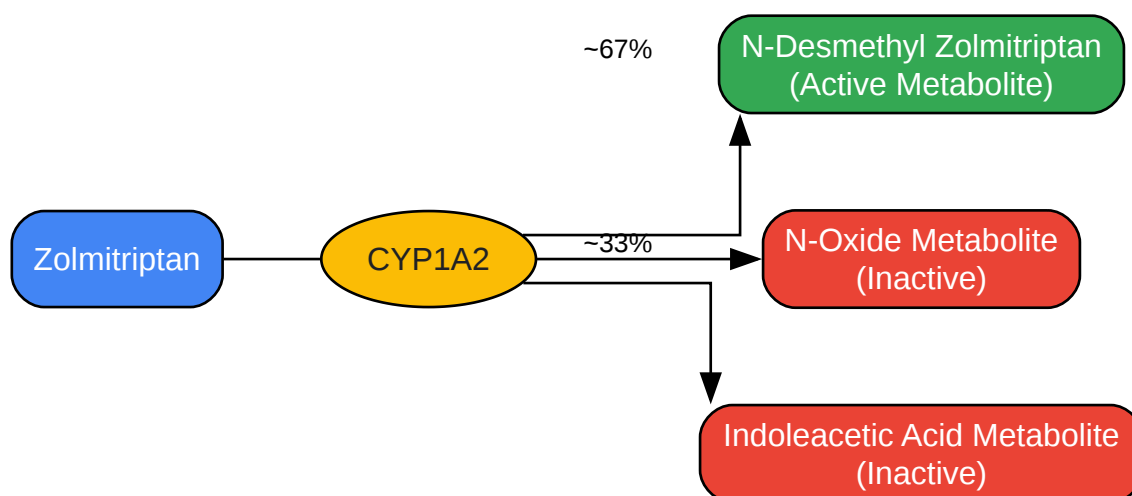 ~67%
N-Desmethyl Zolmitriptan
(Active Metabolite)
Zolmitriptan
CYP1A2
~33%
N-Oxide Metabolite
(Inactive)
Indoleacetic Acid Metabolite
(Inactive)